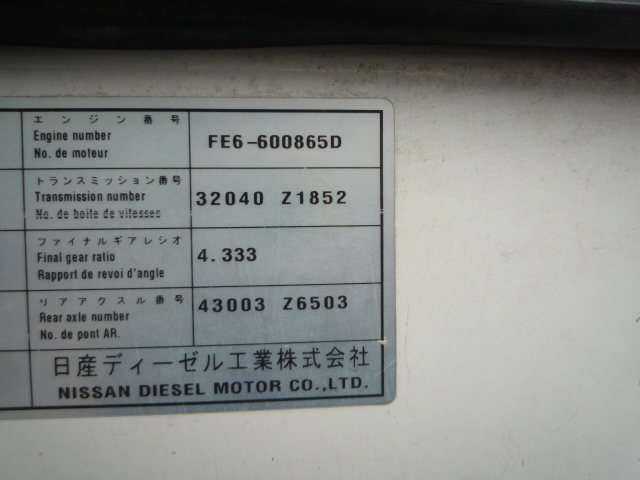 エンジン番号
Engine number
No. de moteur
FE6-600865D
トランスミッション番号
Transmission number
No. de boite de vitesses
32040 Z1852
ファイナルギアレシオ
Final gear ratio
Rapport de revoi d'angle
4.333
リアアクスル番号
Rear axle number
No. de pont AR.
43003 Z6503
日産ディーゼル工業株式会社
NISSAN DIESEL MOTOR CO.,LTD.